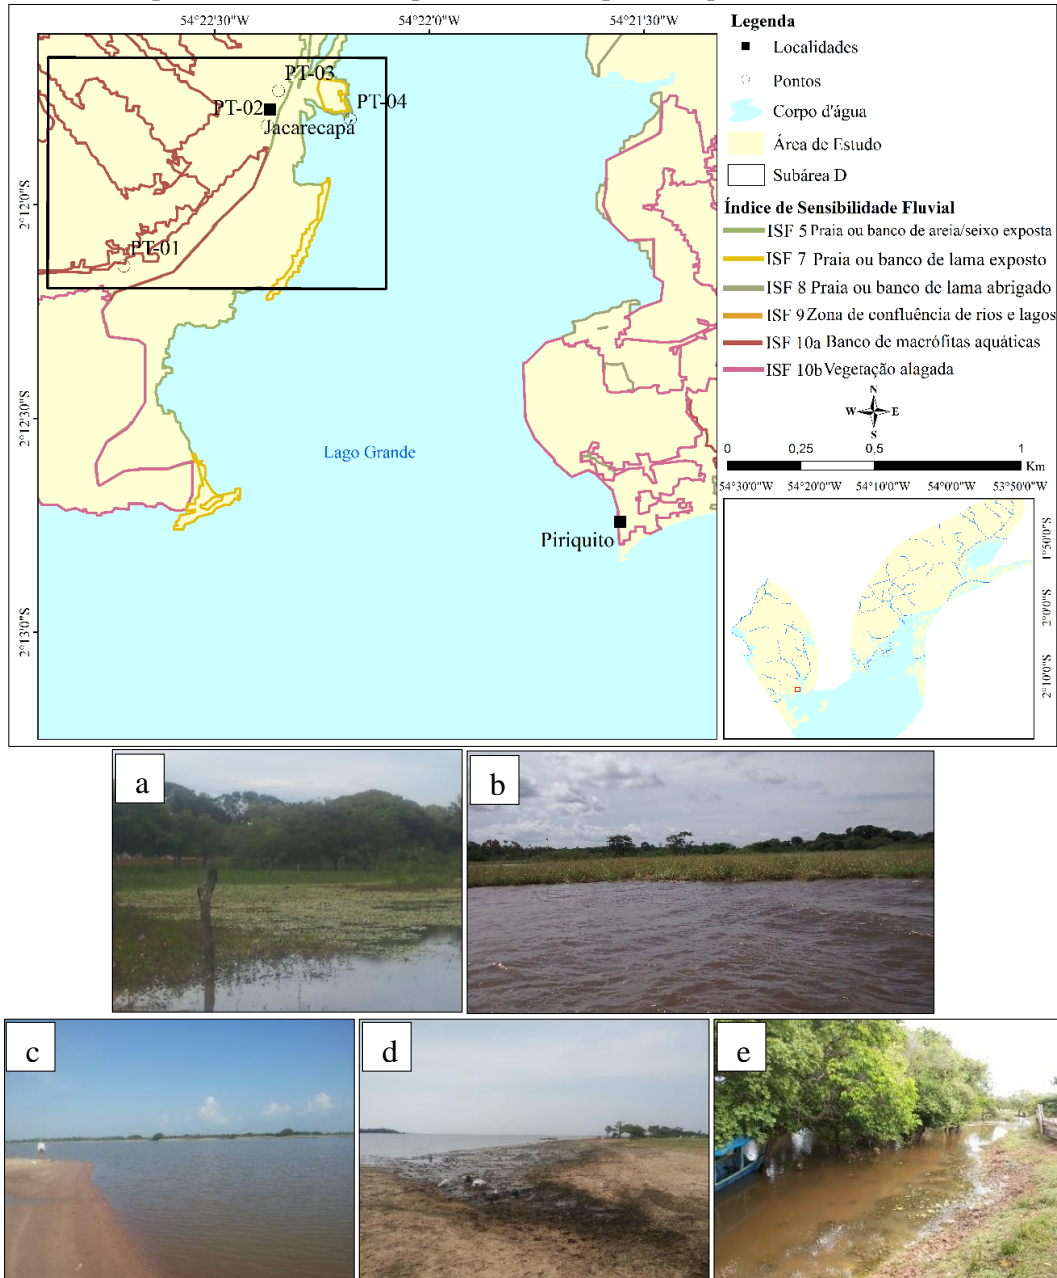 54°22'30"W 54°22'0"W 54°21'30"W
2°12'0"S
2°12'30"S
2°13'0"S
PT-03
PT-02
PT-04
Jacarecapá
PT-01
Lago Grande
Piriquito
Legenda
Localidades
Pontos
Corpo d'água
Área de Estudo
Subárea D
Índice de Sensibilidade Fluvial
ISF 5 Praia ou banco de areia/seixo exposta
ISF 7 Praia ou banco de lama exposto
ISF 8 Praia ou banco de lama abrigado
ISF 9 Zona de confluência de rios e lagos
ISF 10a Banco de macrófitas aquáticas
ISF 10b Vegetação alagada
N
W E
S
0 0,25 0,5 1
Km
54°30'0"W 54°20'0"W 54°10'0"W 54°0'0"W 53°50'0"W
1°50'0"S
2°0'0"S
2°10'0"S
a
b
c
d
e